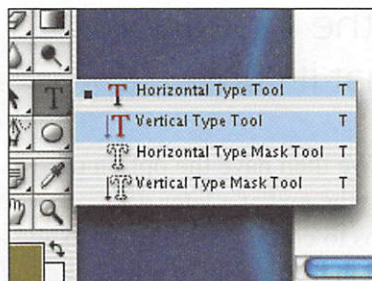 Horizontal Type Tool T
Vertical Type Tool T
Horizontal Type Mask Tool T
Vertical Type Mask Tool T